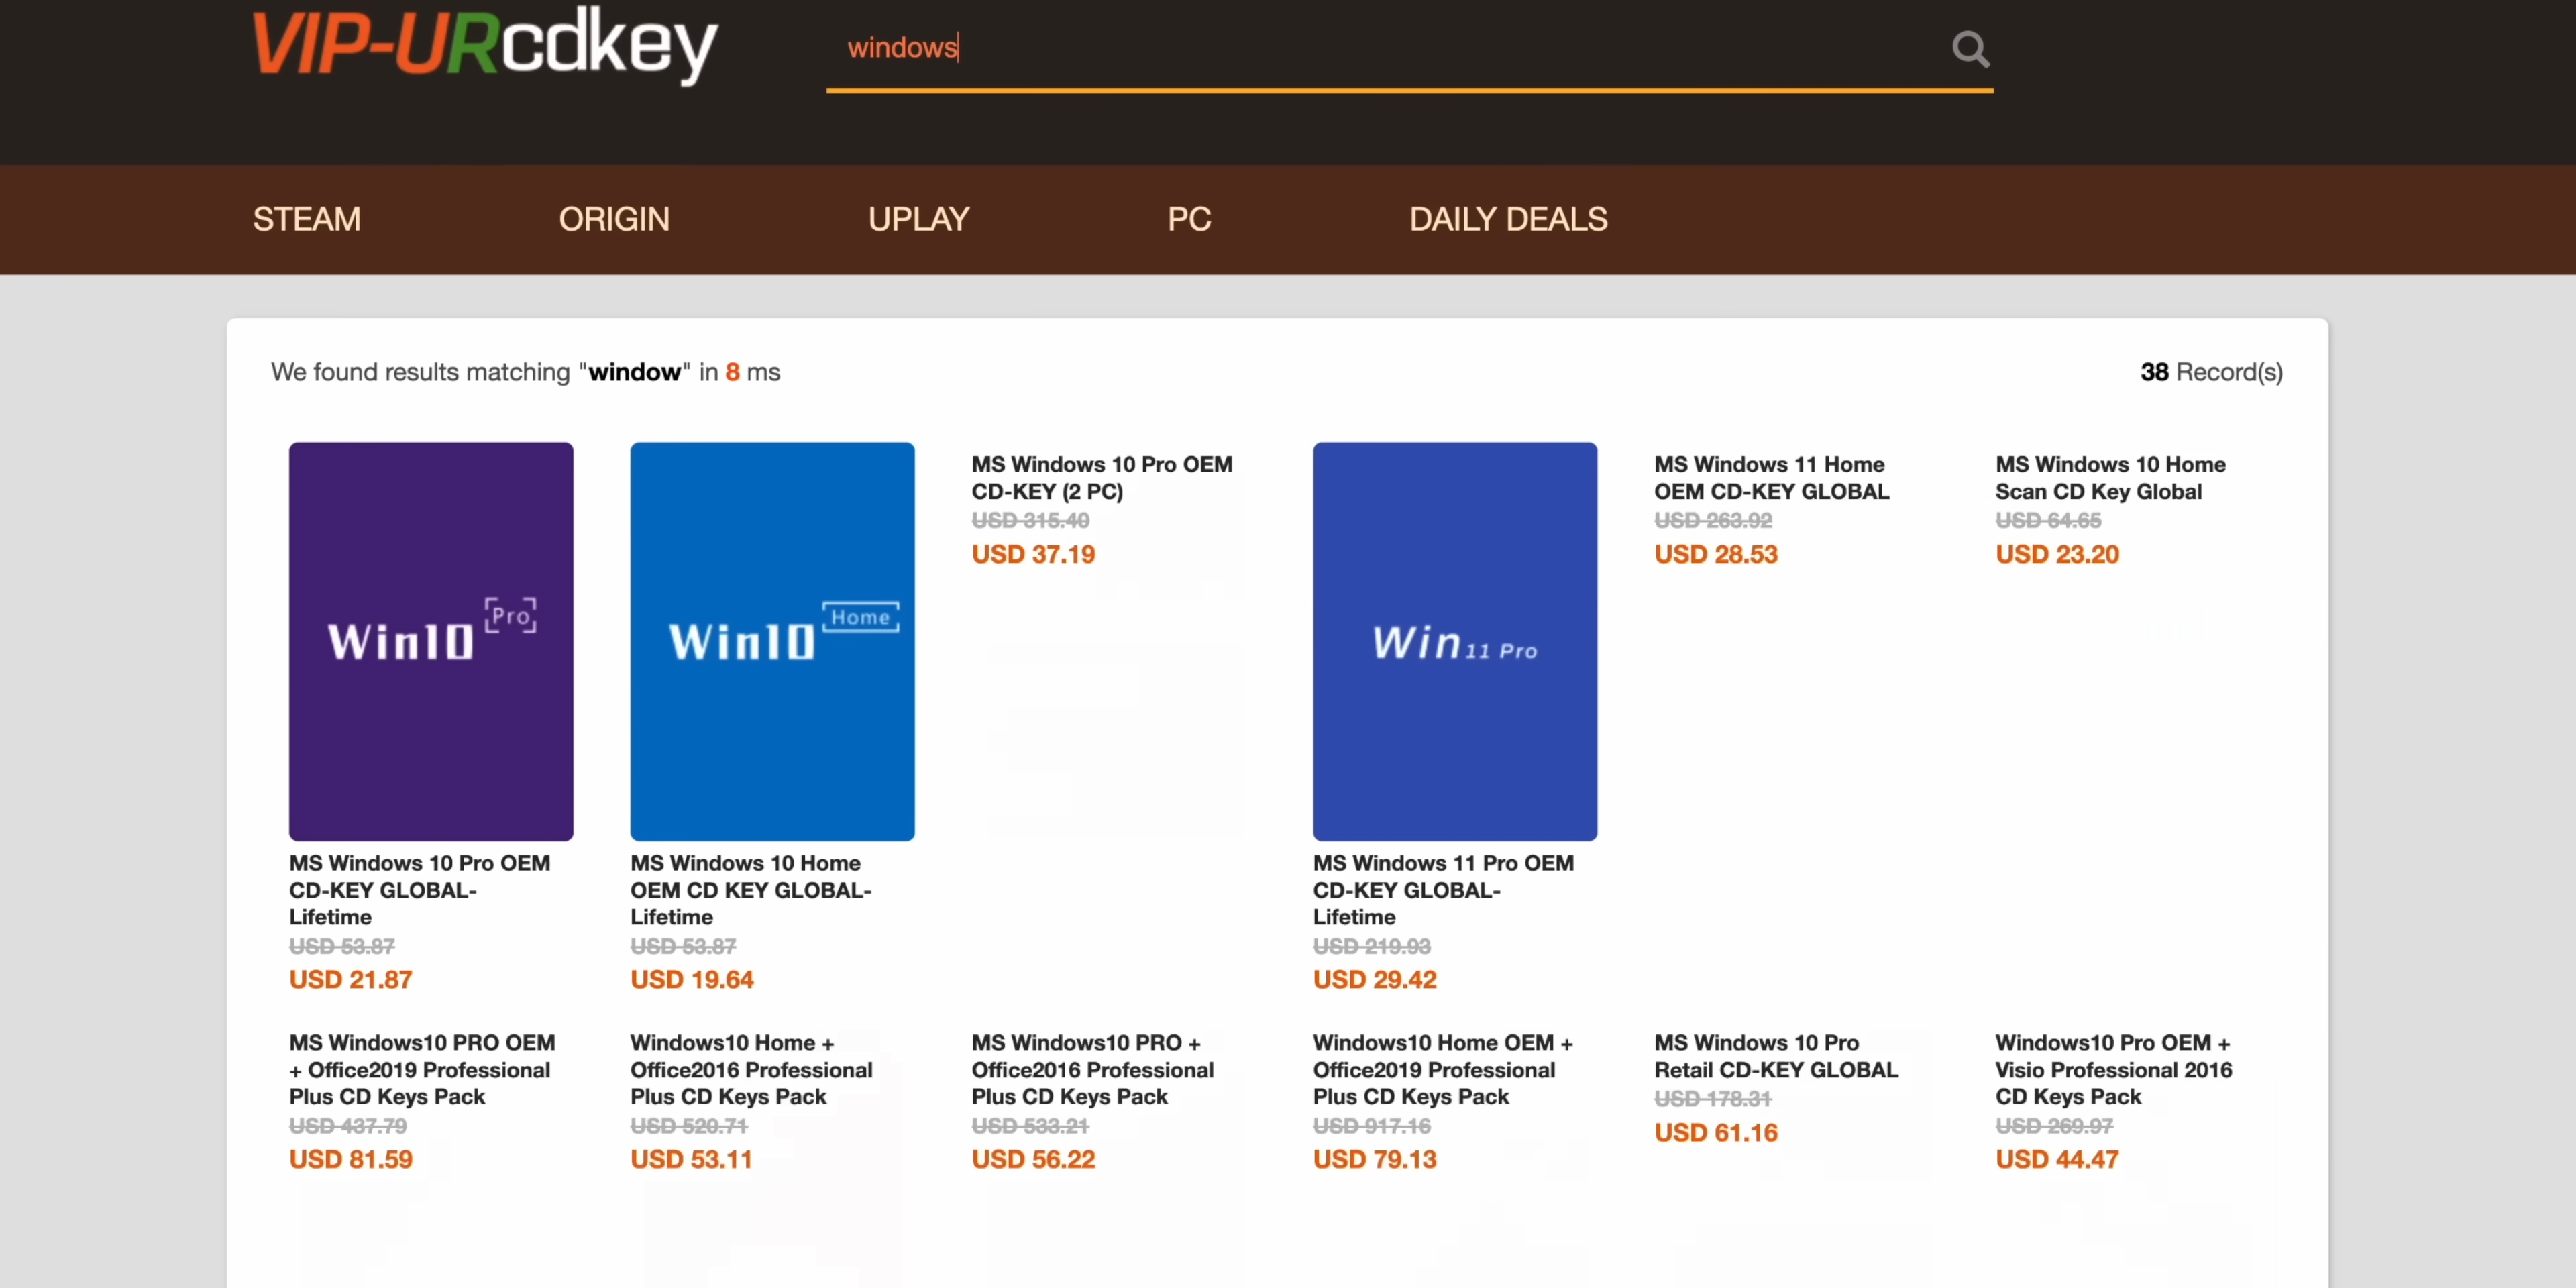 VIP-URcdkey
windows
STEAM ORIGIN UPLAY PC DAILY DEALS
We found results matching "window" in 8 ms
38 Record(s)
Win10 Pro
MS Windows 10 Pro OEM
CD-KEY GLOBAL-
Lifetime
USD 53.87
USD 21.87
Win10 Home
MS Windows 10 Home
OEM CD KEY GLOBAL-
Lifetime
USD 53.87
USD 19.64
MS Windows 10 Pro OEM
CD-KEY (2 PC)
USD 315.40
USD 37.19
Win 11 Pro
MS Windows 11 Pro OEM
CD-KEY GLOBAL-
Lifetime
USD 219.93
USD 29.42
MS Windows 11 Home
OEM CD-KEY GLOBAL
USD 263.92
USD 28.53
MS Windows 10 Home
Scan CD Key Global
USD 64.65
USD 23.20
MS Windows10 PRO OEM
+ Office2019 Professional
Plus CD Keys Pack
USD 437.79
USD 81.59
Windows10 Home +
Office2016 Professional
Plus CD Keys Pack
USD 520.71
USD 53.11
MS Windows10 PRO +
Office2016 Professional
Plus CD Keys Pack
USD 533.21
USD 56.22
Windows10 Home OEM +
Office2019 Professional
Plus CD Keys Pack
USD 917.16
USD 79.13
MS Windows 10 Pro
Retail CD-KEY GLOBAL
USD 178.31
USD 61.16
Windows10 Pro OEM +
Visio Professional 2016
CD Keys Pack
USD 269.97
USD 44.47